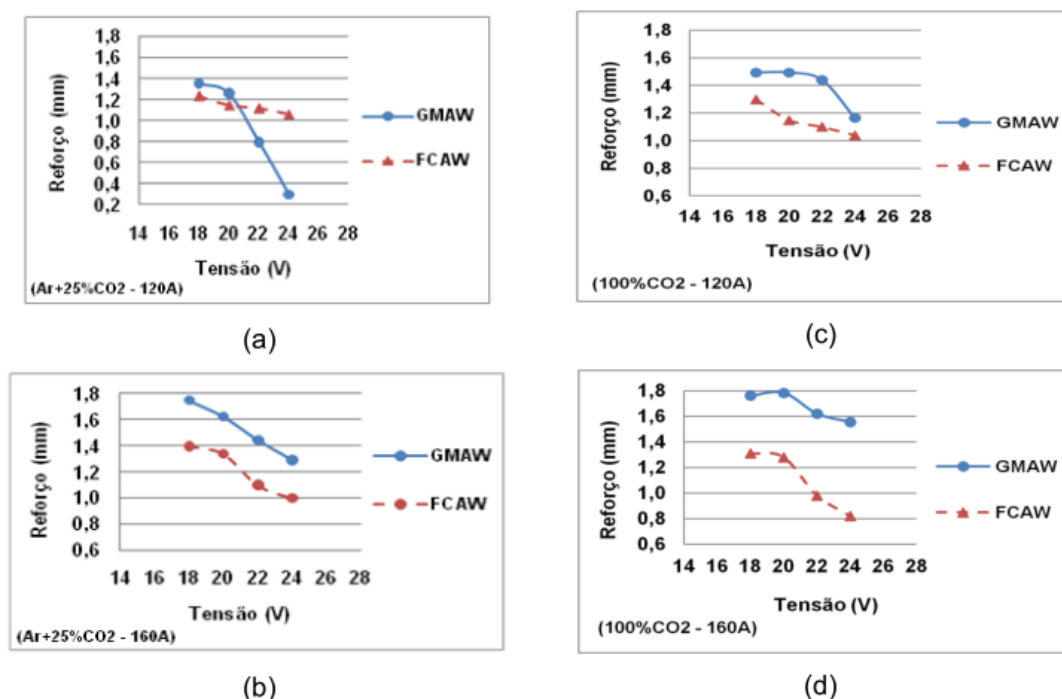 1,8
1,6
1,4
1,2
1,0
0,8
0,6
0,4
0,2
Reforço (mm)
14 16 18 20 22 24 26 28
Tensão (V)
GMAW
FCAW
(Ar+25%CO2 - 120A)
(a)
1,8
1,6
1,4
1,2
1,0
0,8
0,6
Reforço (mm)
14 16 18 20 22 24 26 28
Tensão (V)
GMAW
FCAW
(100%CO2 - 120A)
(c)
1,8
1,6
1,4
1,2
1,0
0,8
0,6
Reforço (mm)
14 16 18 20 22 24 26 28
Tensão (V)
GMAW
FCAW
(Ar+25%CO2 - 160A)
(b)
1,8
1,6
1,4
1,2
1,0
0,8
0,6
Reforço (mm)
14 16 18 20 22 24 26 28
Tensão (V)
GMAW
FCAW
(100%CO2 - 160A)
(d)